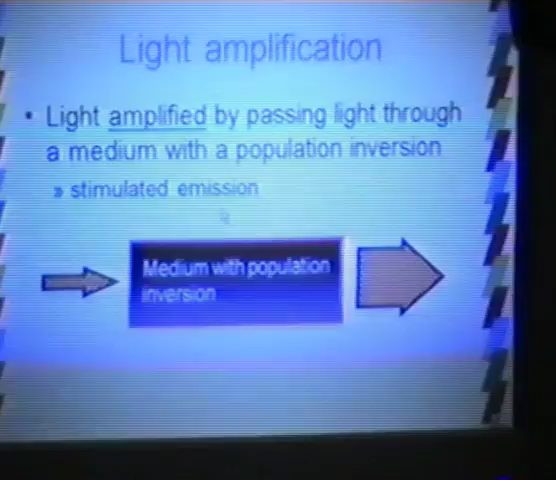 Light amplification
• Light amplified by passing light through
a medium with a population inversion
» stimulated emission
Medium with population
inversion